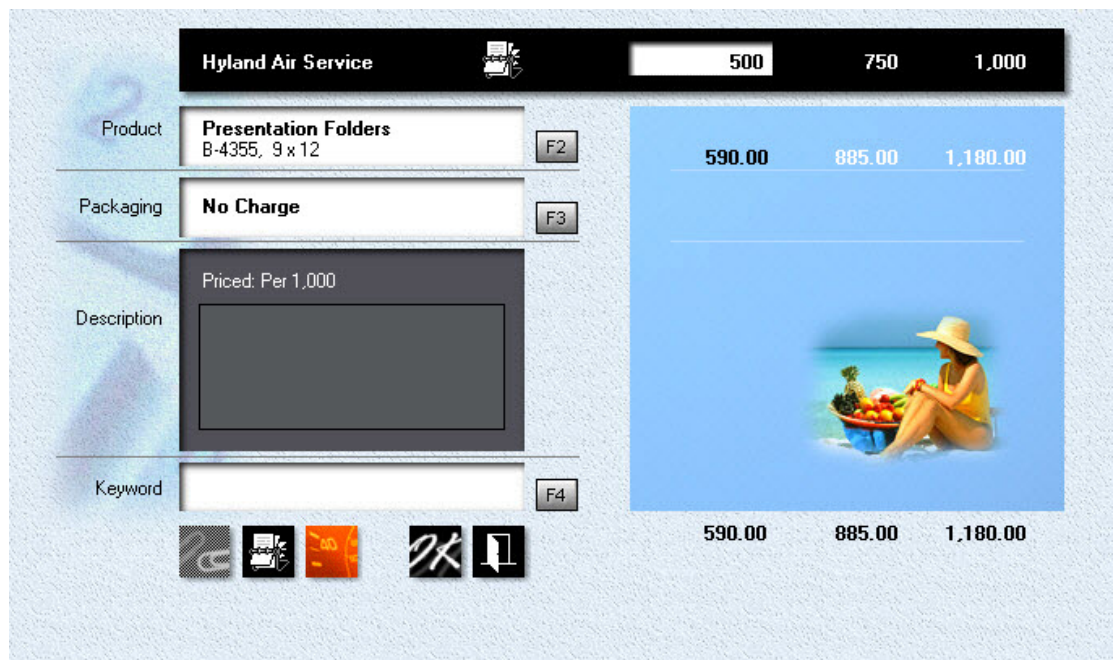 Hyland Air Service 500 750 1,000
Product Presentation Folders
B-4355, 9 x 12 F2
590.00 885.00 1,180.00
Packaging No Charge F3
Priced: Per 1,000
Description
Keyword F4
OK
590.00 885.00 1,180.00